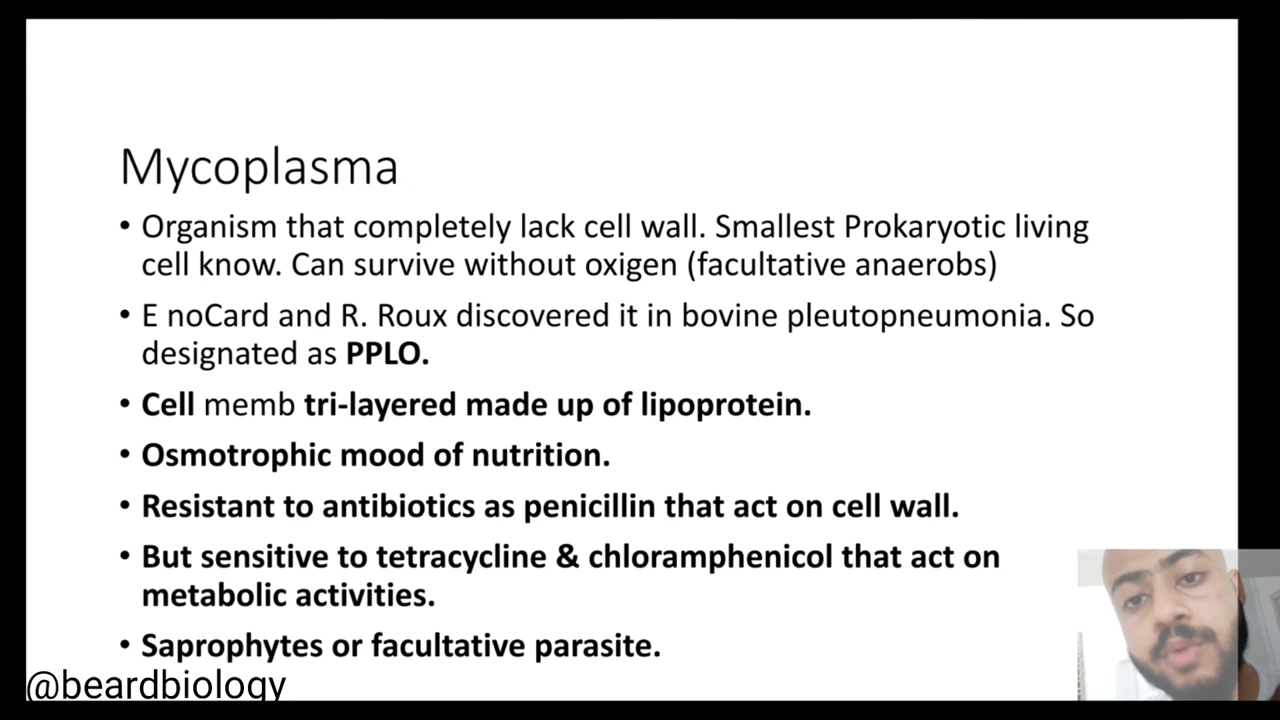 Mycoplasma
• Organism that completely lack cell wall. Smallest Prokaryotic living
cell know. Can survive without oxigen (facultative anaerobs)
• E noCard and R. Roux discovered it in bovine pleutopneumonia. So
designated as PPLO.
• Cell memb tri-layered made up of lipoprotein.
• Osmotrophic mood of nutrition.
• Resistant to antibiotics as penicillin that act on cell wall.
• But sensitive to tetracycline & chloramphenicol that act on
metabolic activities.
• Saprophytes or facultative parasite.
@beardbiology